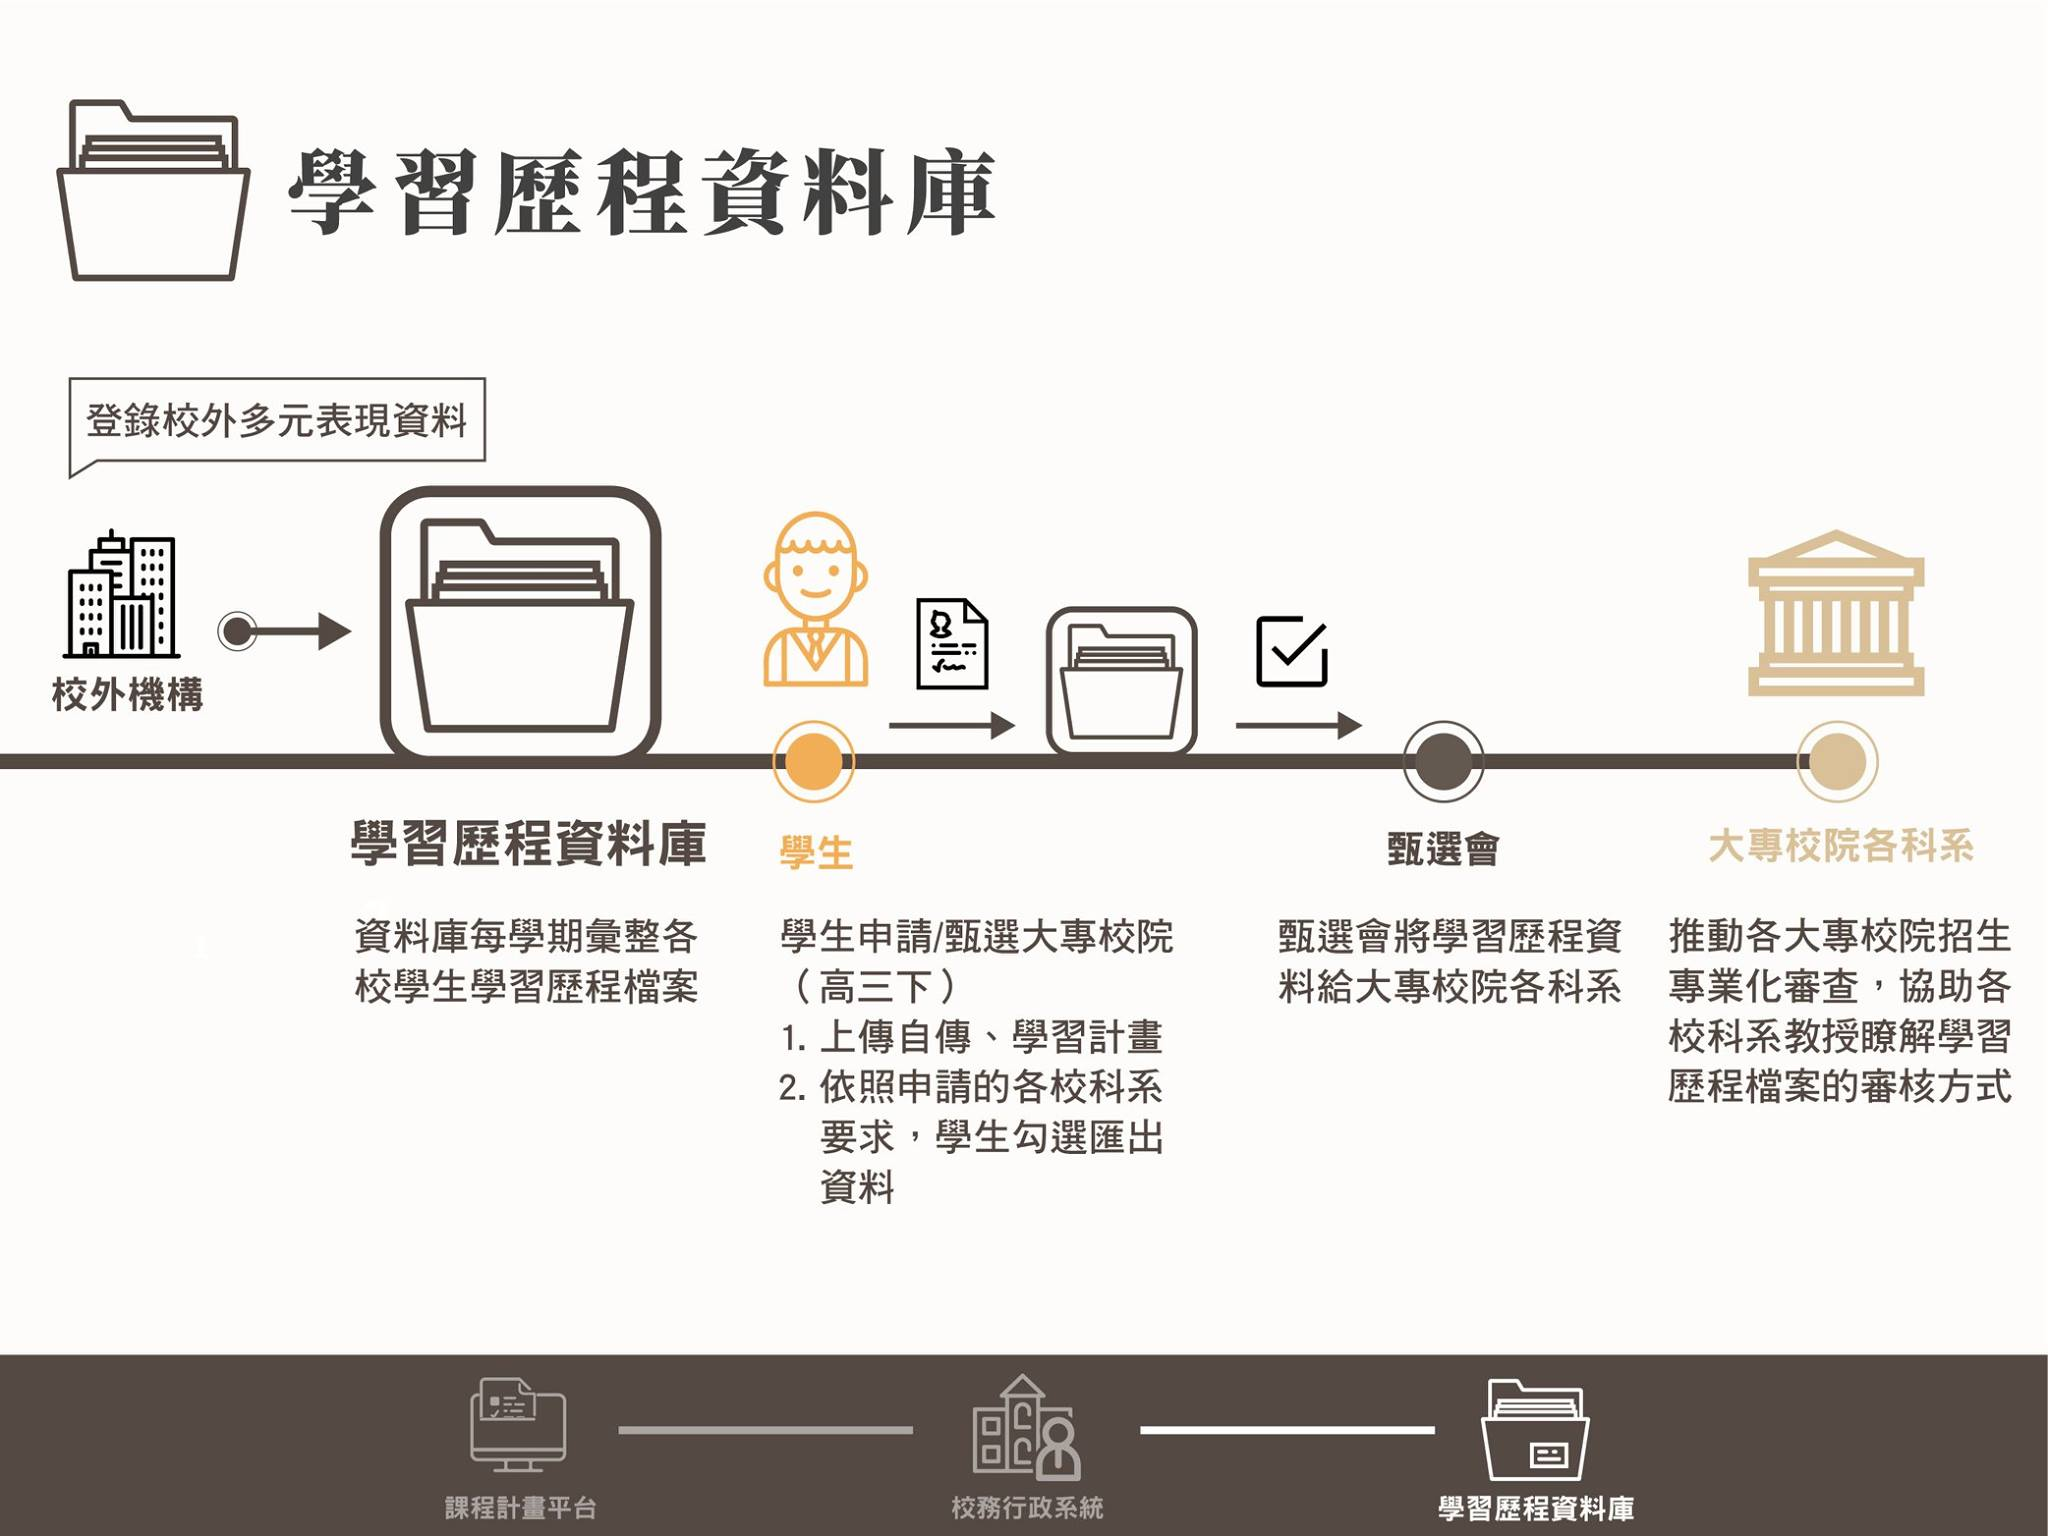 學習歷程資料庫
登錄校外多元表現資料
校外機構
學習歷程資料庫
資料庫每學期彙整各
校學生學習歷程檔案
學生
學生申請/甄選大專校院
（高三下）
1. 上傳自傳、學習計畫
2. 依照申請的各校科系
要求，學生勾選匯出
資料
甄選會
甄選會將學習歷程資
料給大專校院各科系
大專校院各科系
推動各大專校院招生
專業化審查，協助各
校科系教授瞭解學習
歷程檔案的審核方式
課程計畫平台
校務行政系統
學習歷程資料庫